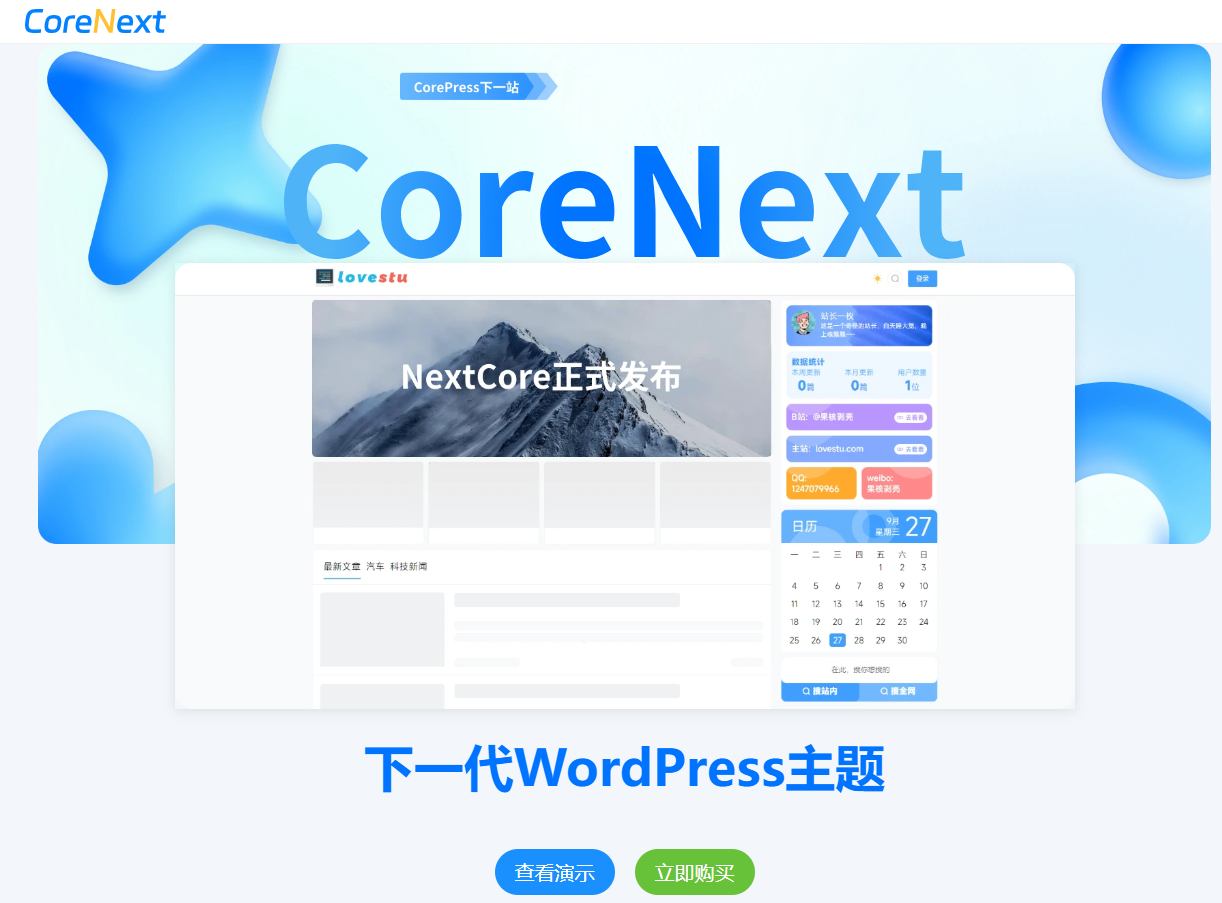 CoreNext
CorePress下一站
CoreNext
lovestu
登录
NextCore正式发布
站长一枚
数据统计
本周更新 本月更新 用户数量
0篇 0篇 1位
B站: @果核剥壳 去看看
主站: lovestu.com 去看看
QQ: 1247079966
weibo: 果核剥壳
日历 9月 星期三 27
一 二 三 四 五 六 日
1 2 3
4 5 6 7 8 9 10
11 12 13 14 15 16 17
18 19 20 21 22 23 24
25 26 27 28 29 30
最新文章 汽车 科技新闻
在此，搜你想搜的
搜站内 搜全网
下一代WordPress主题
查看演示 立即购买